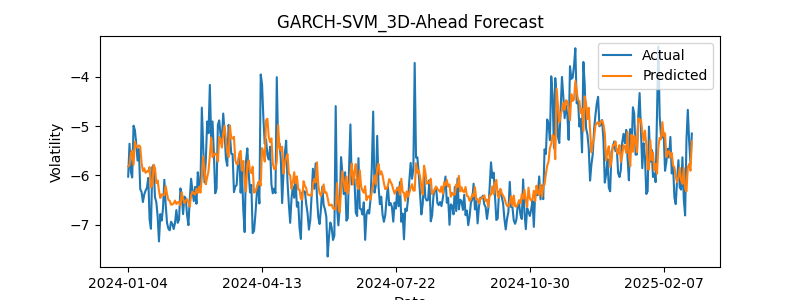 GARCH-SVM_3D-Ahead Forecast
Actual
Predicted
Volatility
−4
−5
−6
−7
2024-01-04
2024-04-13
2024-07-22
2024-10-30
2025-02-07
Date